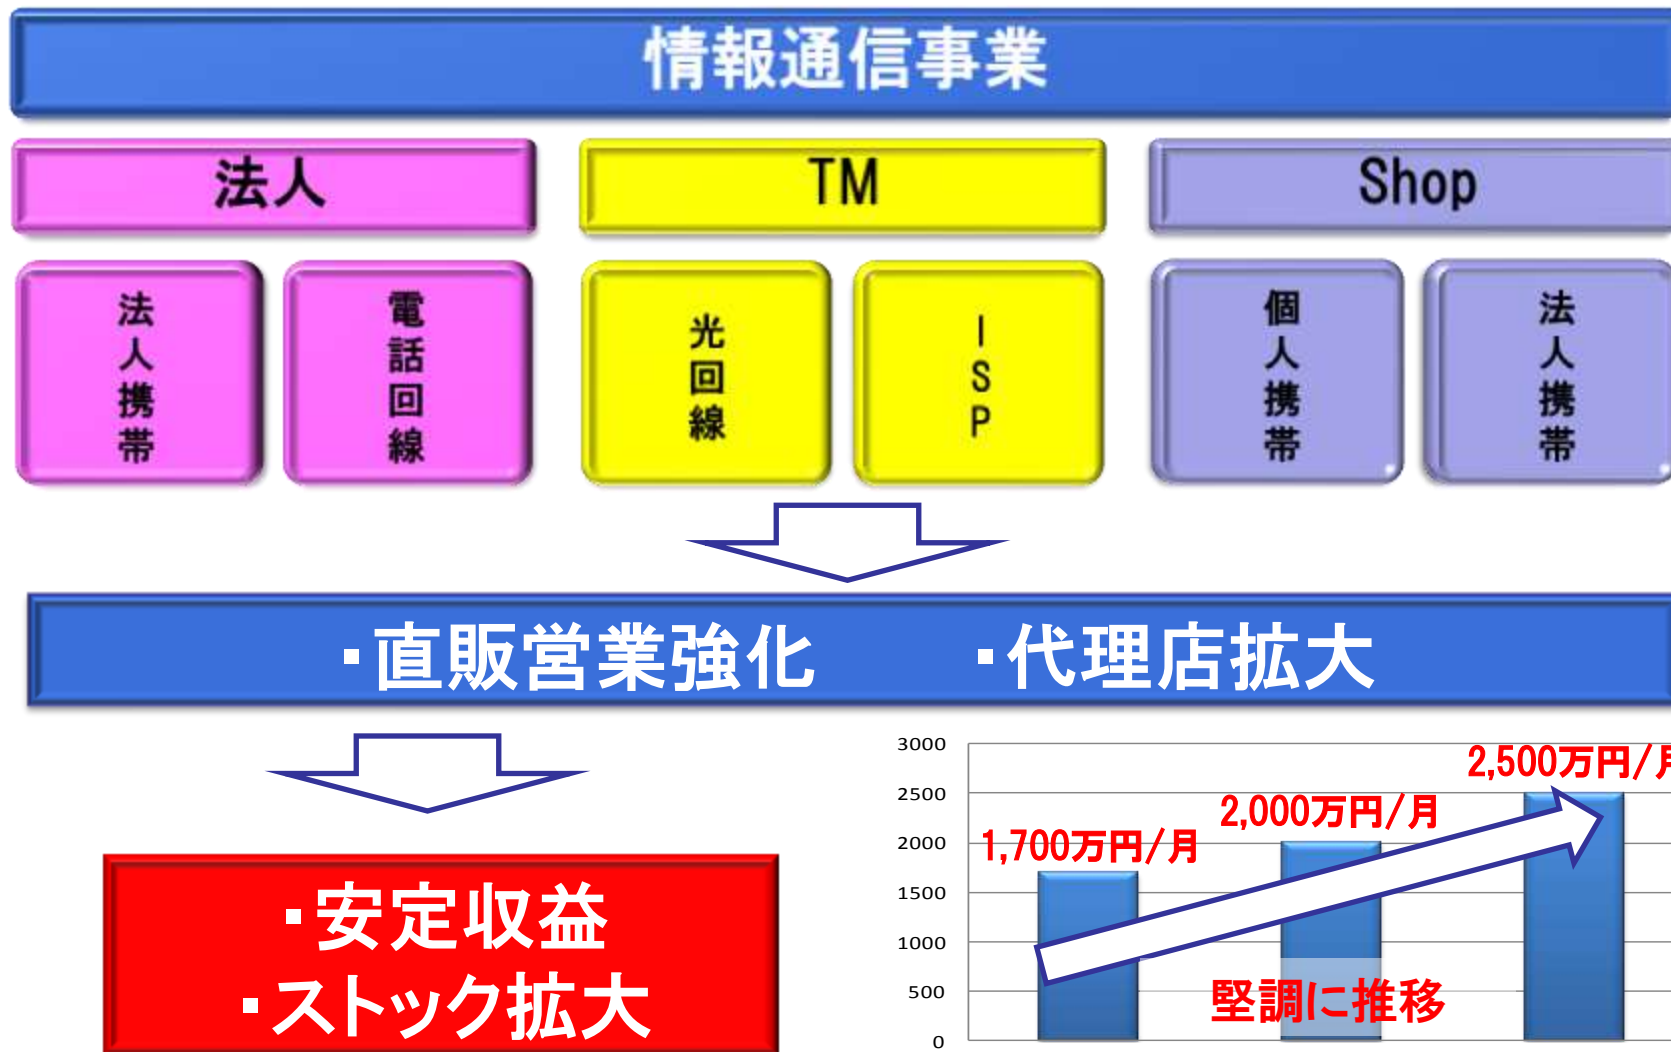 情報通信事業
法人
TM
Shop
法人携帯
電話回線
光回線
ISP
個人携帯
法人携帯
・直販営業強化 ・代理店拡大
・安定収益
・ストック拡大
3000
2500
2000
1500
1000
500
0
1,700万円/月
2,000万円/月
2,500万円/月
堅調に推移